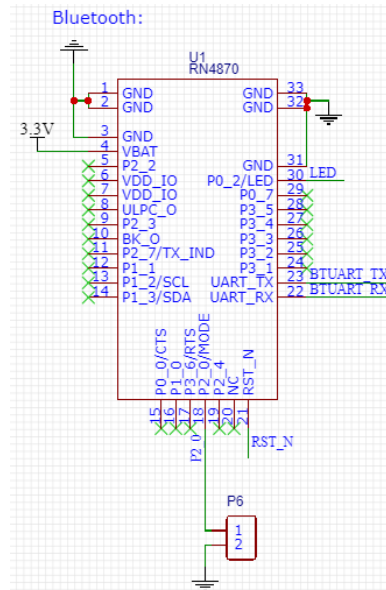 Bluetooth:
U1
RN4870
1 GND
2 GND
3 GND
3.3V
4 VBAT
5 P2_2
6 VDD_IO
7 VDD_IO
8 ULPC_O
9 P2_3
10 BK_O
11 P2_7/TX_IND
12 P1_1
13 P1_2/SCL
14 P1_3/SDA
GND 33
GND 32
GND 31
P0_2/LED 30 LED
P0_7 29
P3_5 28
P3_4 27
P3_3 26
P3_2 25
P3_1 24
UART_TX 23 BTUART_TX
UART_RX 22 BTUART_RX
P0_0/CTS 15
P1_0 16
P3_6/RTS 17
P2_0/MODE 18
P2_4 19
NC 20
RST_N 21
P2_0
RST_N
P6
1
2